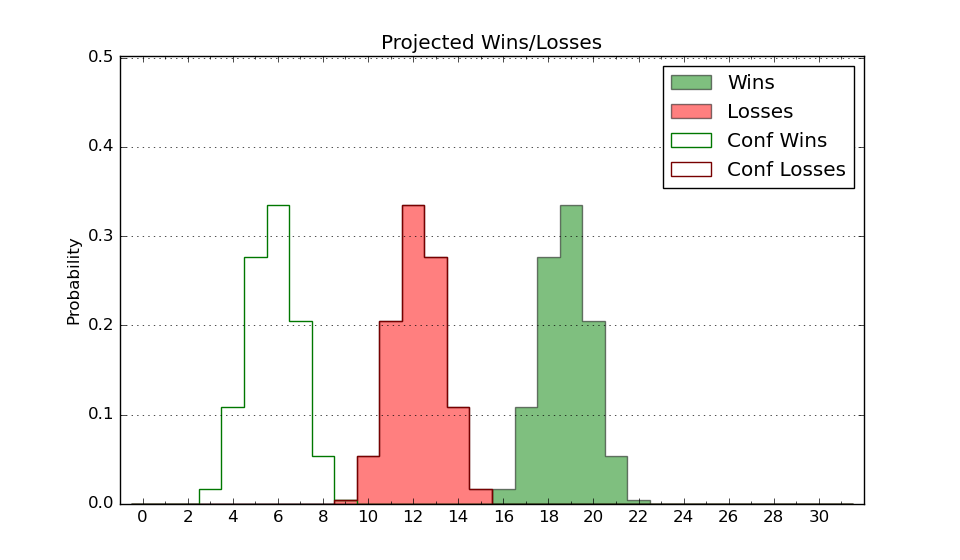 Projected Wins/Losses
Probability
0.5
0.4
0.3
0.2
0.1
0.0
0 2 4 6 8 10 12 14 16 18 20 22 24 26 28 30
Wins
Losses
Conf Wins
Conf Losses